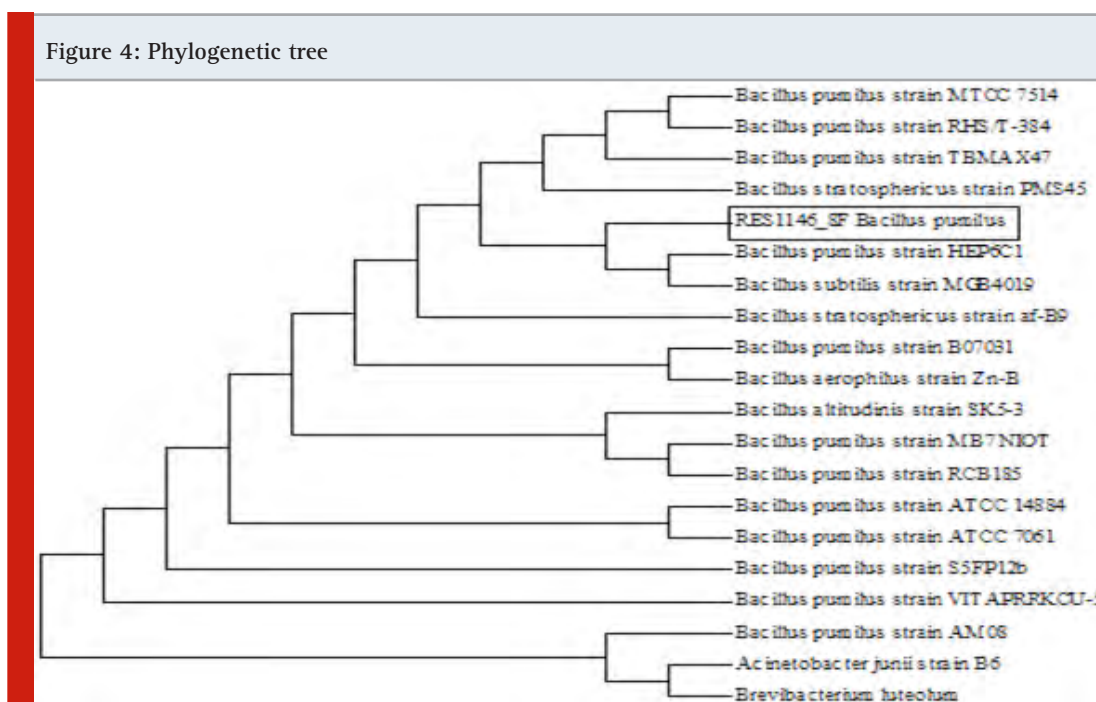 Figure 4: Phylogenetic tree
Bacillus pumilus strain MTCC 7514
Bacillus pumilus strain RHS/T-384
Bacillus pumilus strain TBMAX47
Bacillus stratosphericus strain PMS45
RES1146_SF Bacillus pumilus
Bacillus pumilus strain HEP6C1
Bacillus subtilis strain MGB4019
Bacillus stratosphericus strain af-B9
Bacillus pumilus strain B07031
Bacillus aerophilus strain Zn-B
Bacillus altitudinis strain SK5-3
Bacillus pumilus strain MB7NIOT
Bacillus pumilus strain RCB185
Bacillus pumilus strain ATCC 14884
Bacillus pumilus strain ATCC 7061
Bacillus pumilus strain S5FP12b
Bacillus pumilus strain
Bacillus pumilus strain AM08
Acinetobacter junii strain B6
Brevibacterium luteolum